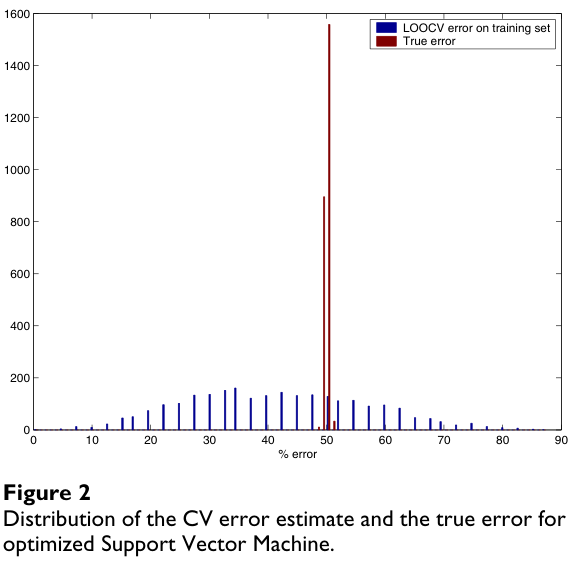 1600
1400
1200
1000
800
600
400
200
0
0 10 20 30 40 50 60 70 80 90
% error
LOOCV error on training set
True error
Figure 2
Distribution of the CV error estimate and the true error for
optimized Support Vector Machine.